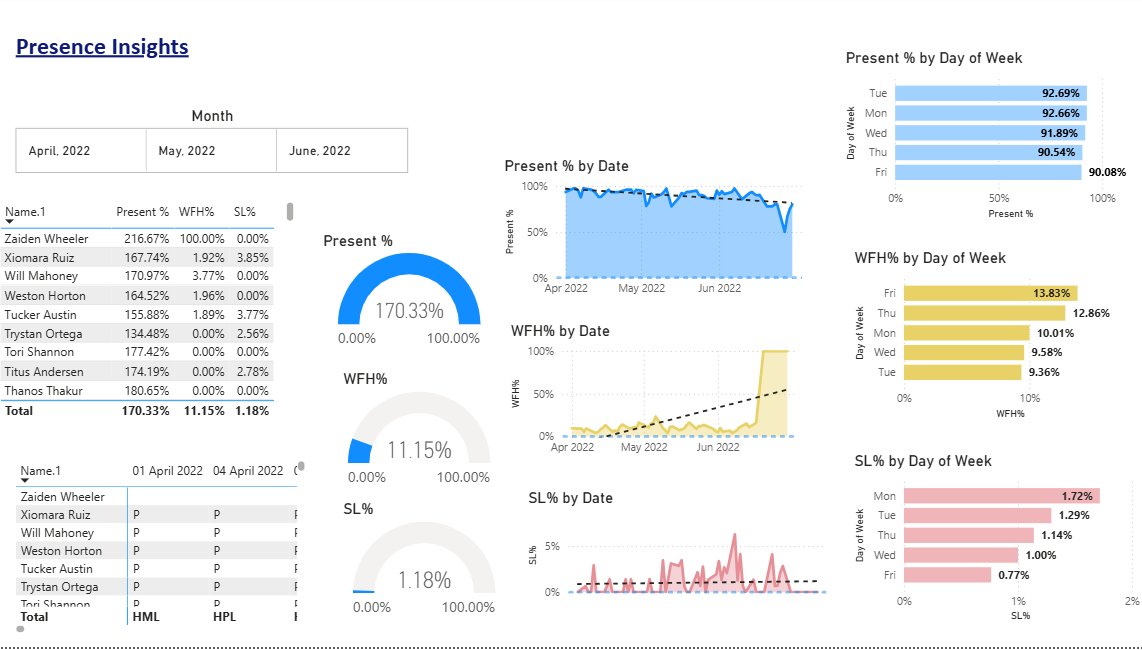 Presence Insights
Month
April, 2022 May, 2022 June, 2022
Name.1 Present % WFH% SL%
Zaiden Wheeler 216.67% 100.00% 0.00%
Xiomara Ruiz 167.74% 1.92% 3.85%
Will Mahoney 170.97% 3.77% 0.00%
Weston Horton 164.52% 1.96% 0.00%
Tucker Austin 155.88% 1.89% 3.77%
Trystan Ortega 134.48% 0.00% 2.56%
Tori Shannon 177.42% 0.00% 0.00%
Titus Andersen 174.19% 0.00% 2.78%
Thanos Thakur 180.65% 0.00% 0.00%
Total 170.33% 11.15% 1.18%
Name.1 01 April 2022 04 April 2022
Zaiden Wheeler
Xiomara Ruiz P P
Will Mahoney P P
Weston Horton P P
Tucker Austin P P
Trystan Ortega P P
Tori Shannon
Total HML HPL
Present %
170.33%
0.00% 100.00%
WFH%
11.15%
0.00% 100.00%
SL%
1.18%
0.00% 100.00%
Present % by Date
Present %
100%
50%
0%
Apr 2022 May 2022 Jun 2022
WFH% by Date
WFH%
100%
50%
0%
Apr 2022 May 2022 Jun 2022
SL% by Date
SL%
5%
0%
Present % by Day of Week
Day of Week
Tue 92.69%
Mon 92.66%
Wed 91.89%
Thu 90.54%
Fri 90.08%
0% 50% 100%
Present %
WFH% by Day of Week
Day of Week
Fri 13.83%
Thu 12.86%
Mon 10.01%
Wed 9.58%
Tue 9.36%
0% 10%
WFH%
SL% by Day of Week
Day of Week
Mon 1.72%
Tue 1.29%
Thu 1.14%
Wed 1.00%
Fri 0.77%
0% 1% 2%
SL%